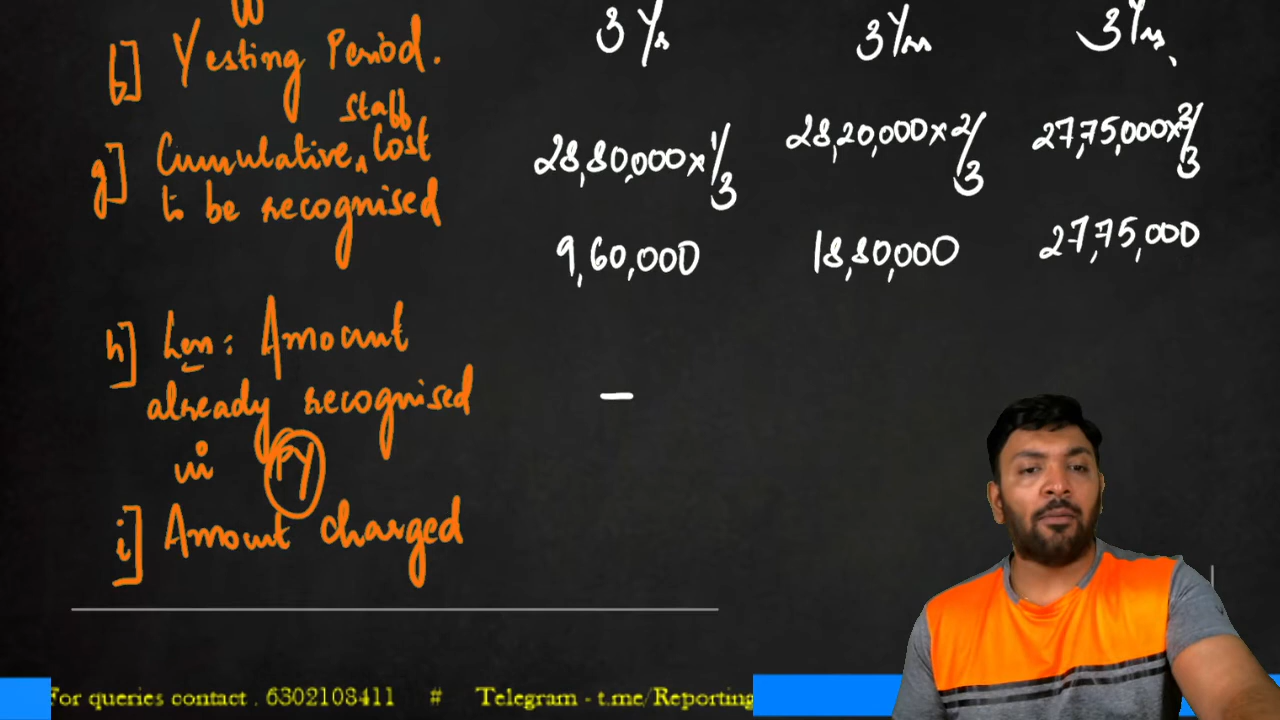 3 Yrs 3 Yrs 3 Yrs
f] Vesting Period.
staff
g] Cumulative ^ Cost 28,80,000 x 1/3 28,20,000 x 2/3 27,75,000 x 3/3
to be recognised
9,60,000 18,80,000 27,75,000
h] Less: Amount
already recognised —
in PY
i] Amount charged
For queries contact . 6302108411 # Telegram - t.me/Reporting